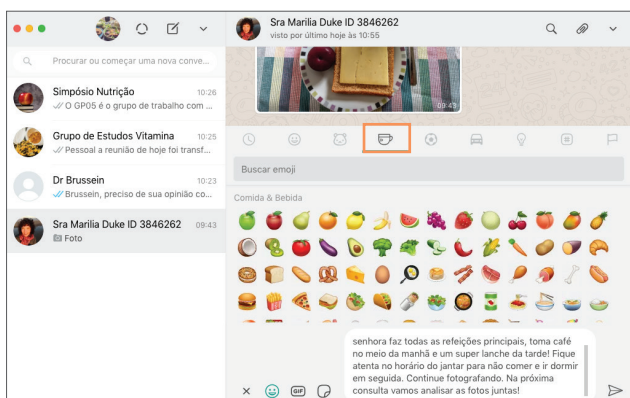 Sra Marilia Duke ID 3846262
visto por último hoje às 10:55
Procurar ou começar uma nova conve...
Simpósio Nutrição 10:26
O GP05 é o grupo de trabalho com ...
Grupo de Estudos Vitamina 10:25
Pessoal a reunião de hoje foi transf...
Dr Brussein 10:23
Brussein, preciso de sua opinião co...
Sra Marilia Duke ID 3846262 09:43
Foto
09:43
Buscar emoji
Comida & Bebida
senhora faz todas as refeições principais, toma café
no meio da manhã e um super lanche da tarde! Fique
atenta no horário do jantar para não comer e ir dormir
em seguida. Continue fotografando. Na próxima
consulta vamos analisar as fotos juntas!
GIF